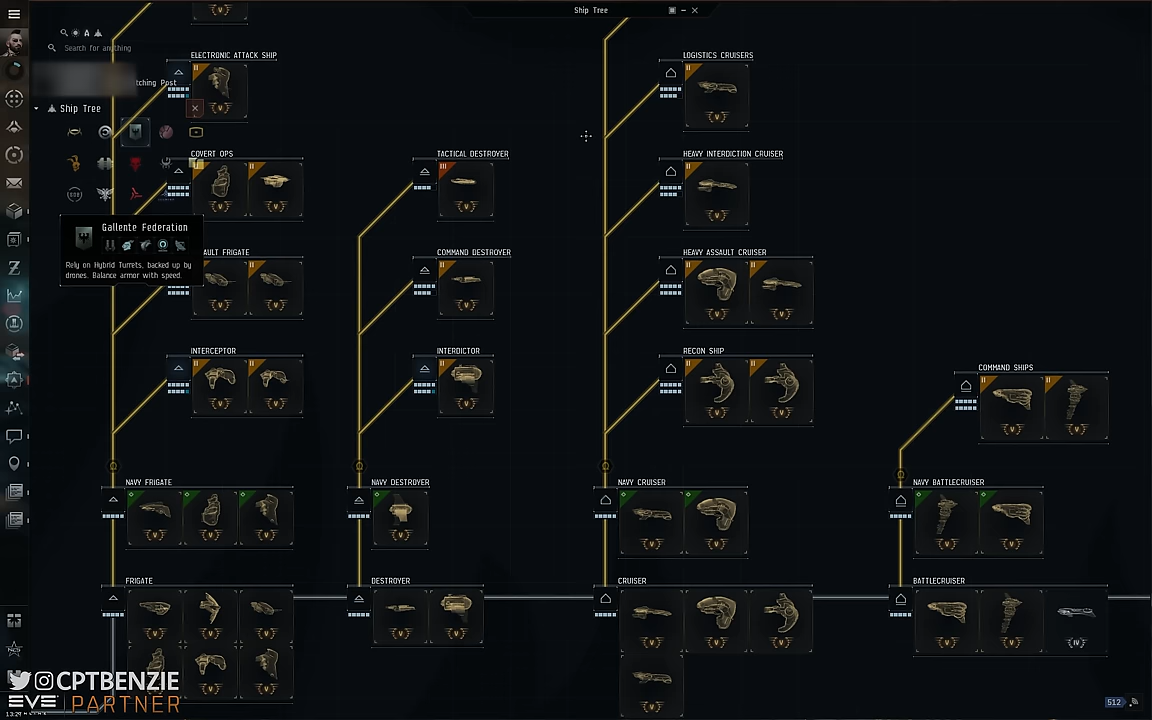 Ship Tree
Search for anything
tching Post
Ship Tree
ELECTRONIC ATTACK SHIP
LOGISTICS CRUISERS
COVERT OPS
TACTICAL DESTROYER
HEAVY INTERDICTION CRUISER
Gallente Federation
Rely on Hybrid Turrets, backed up by
drones. Balance armor with speed.
AULT FRIGATE
COMMAND DESTROYER
HEAVY ASSAULT CRUISER
INTERCEPTOR
INTERDICTOR
RECON SHIP
COMMAND SHIPS
NAVY FRIGATE
NAVY DESTROYER
NAVY CRUISER
NAVY BATTLECRUISER
FRIGATE
DESTROYER
CRUISER
BATTLECRUISER
CPTBENZIE
EVE PARTNER
512